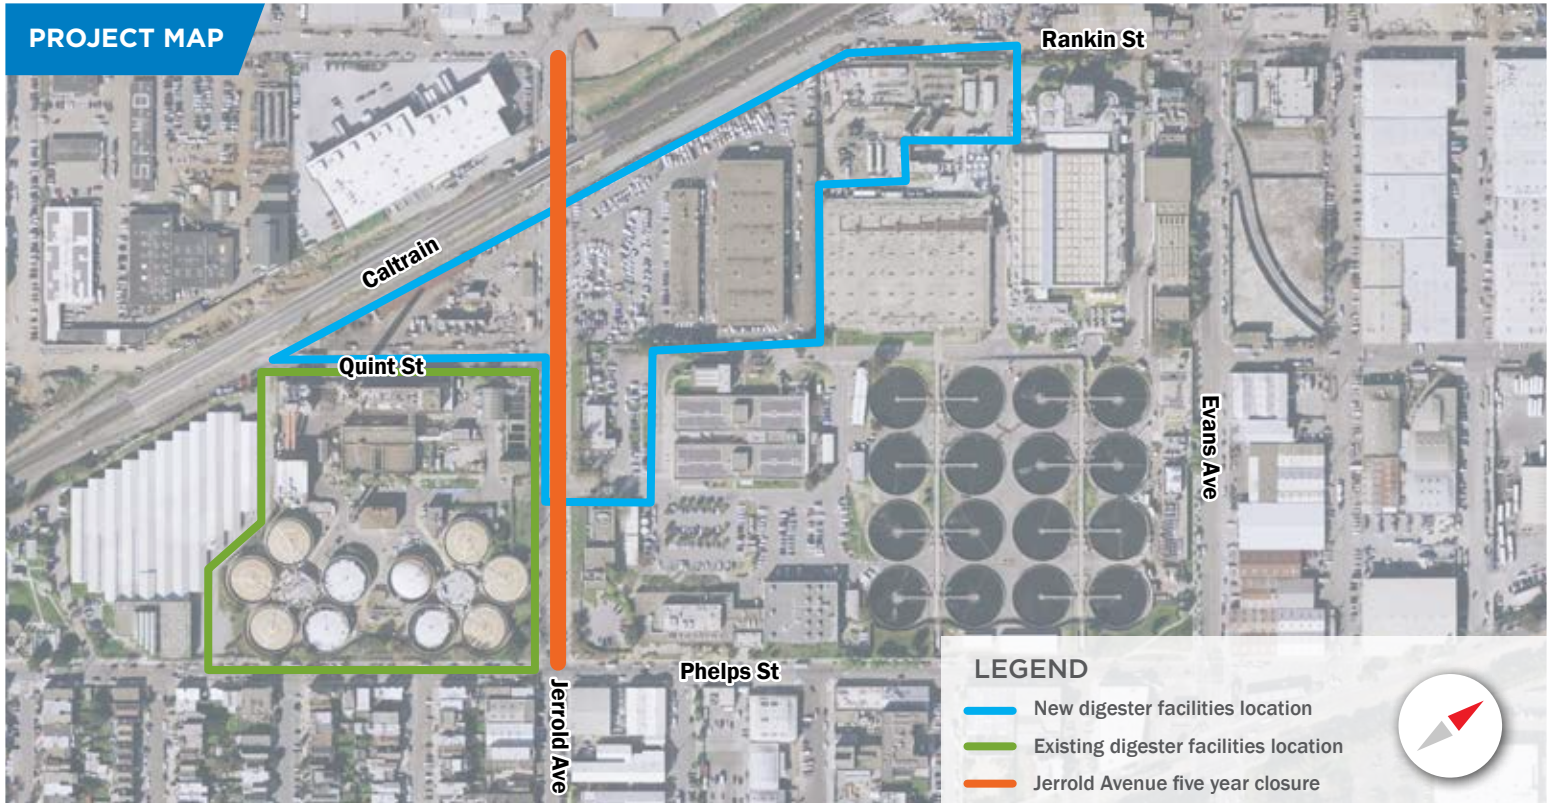 PROJECT MAP
Rankin St
Caltrain
Quint St
Evans Ave
Phelps St
Jerrold Ave
LEGEND
New digester facilities location
Existing digester facilities location
Jerrold Avenue five year closure